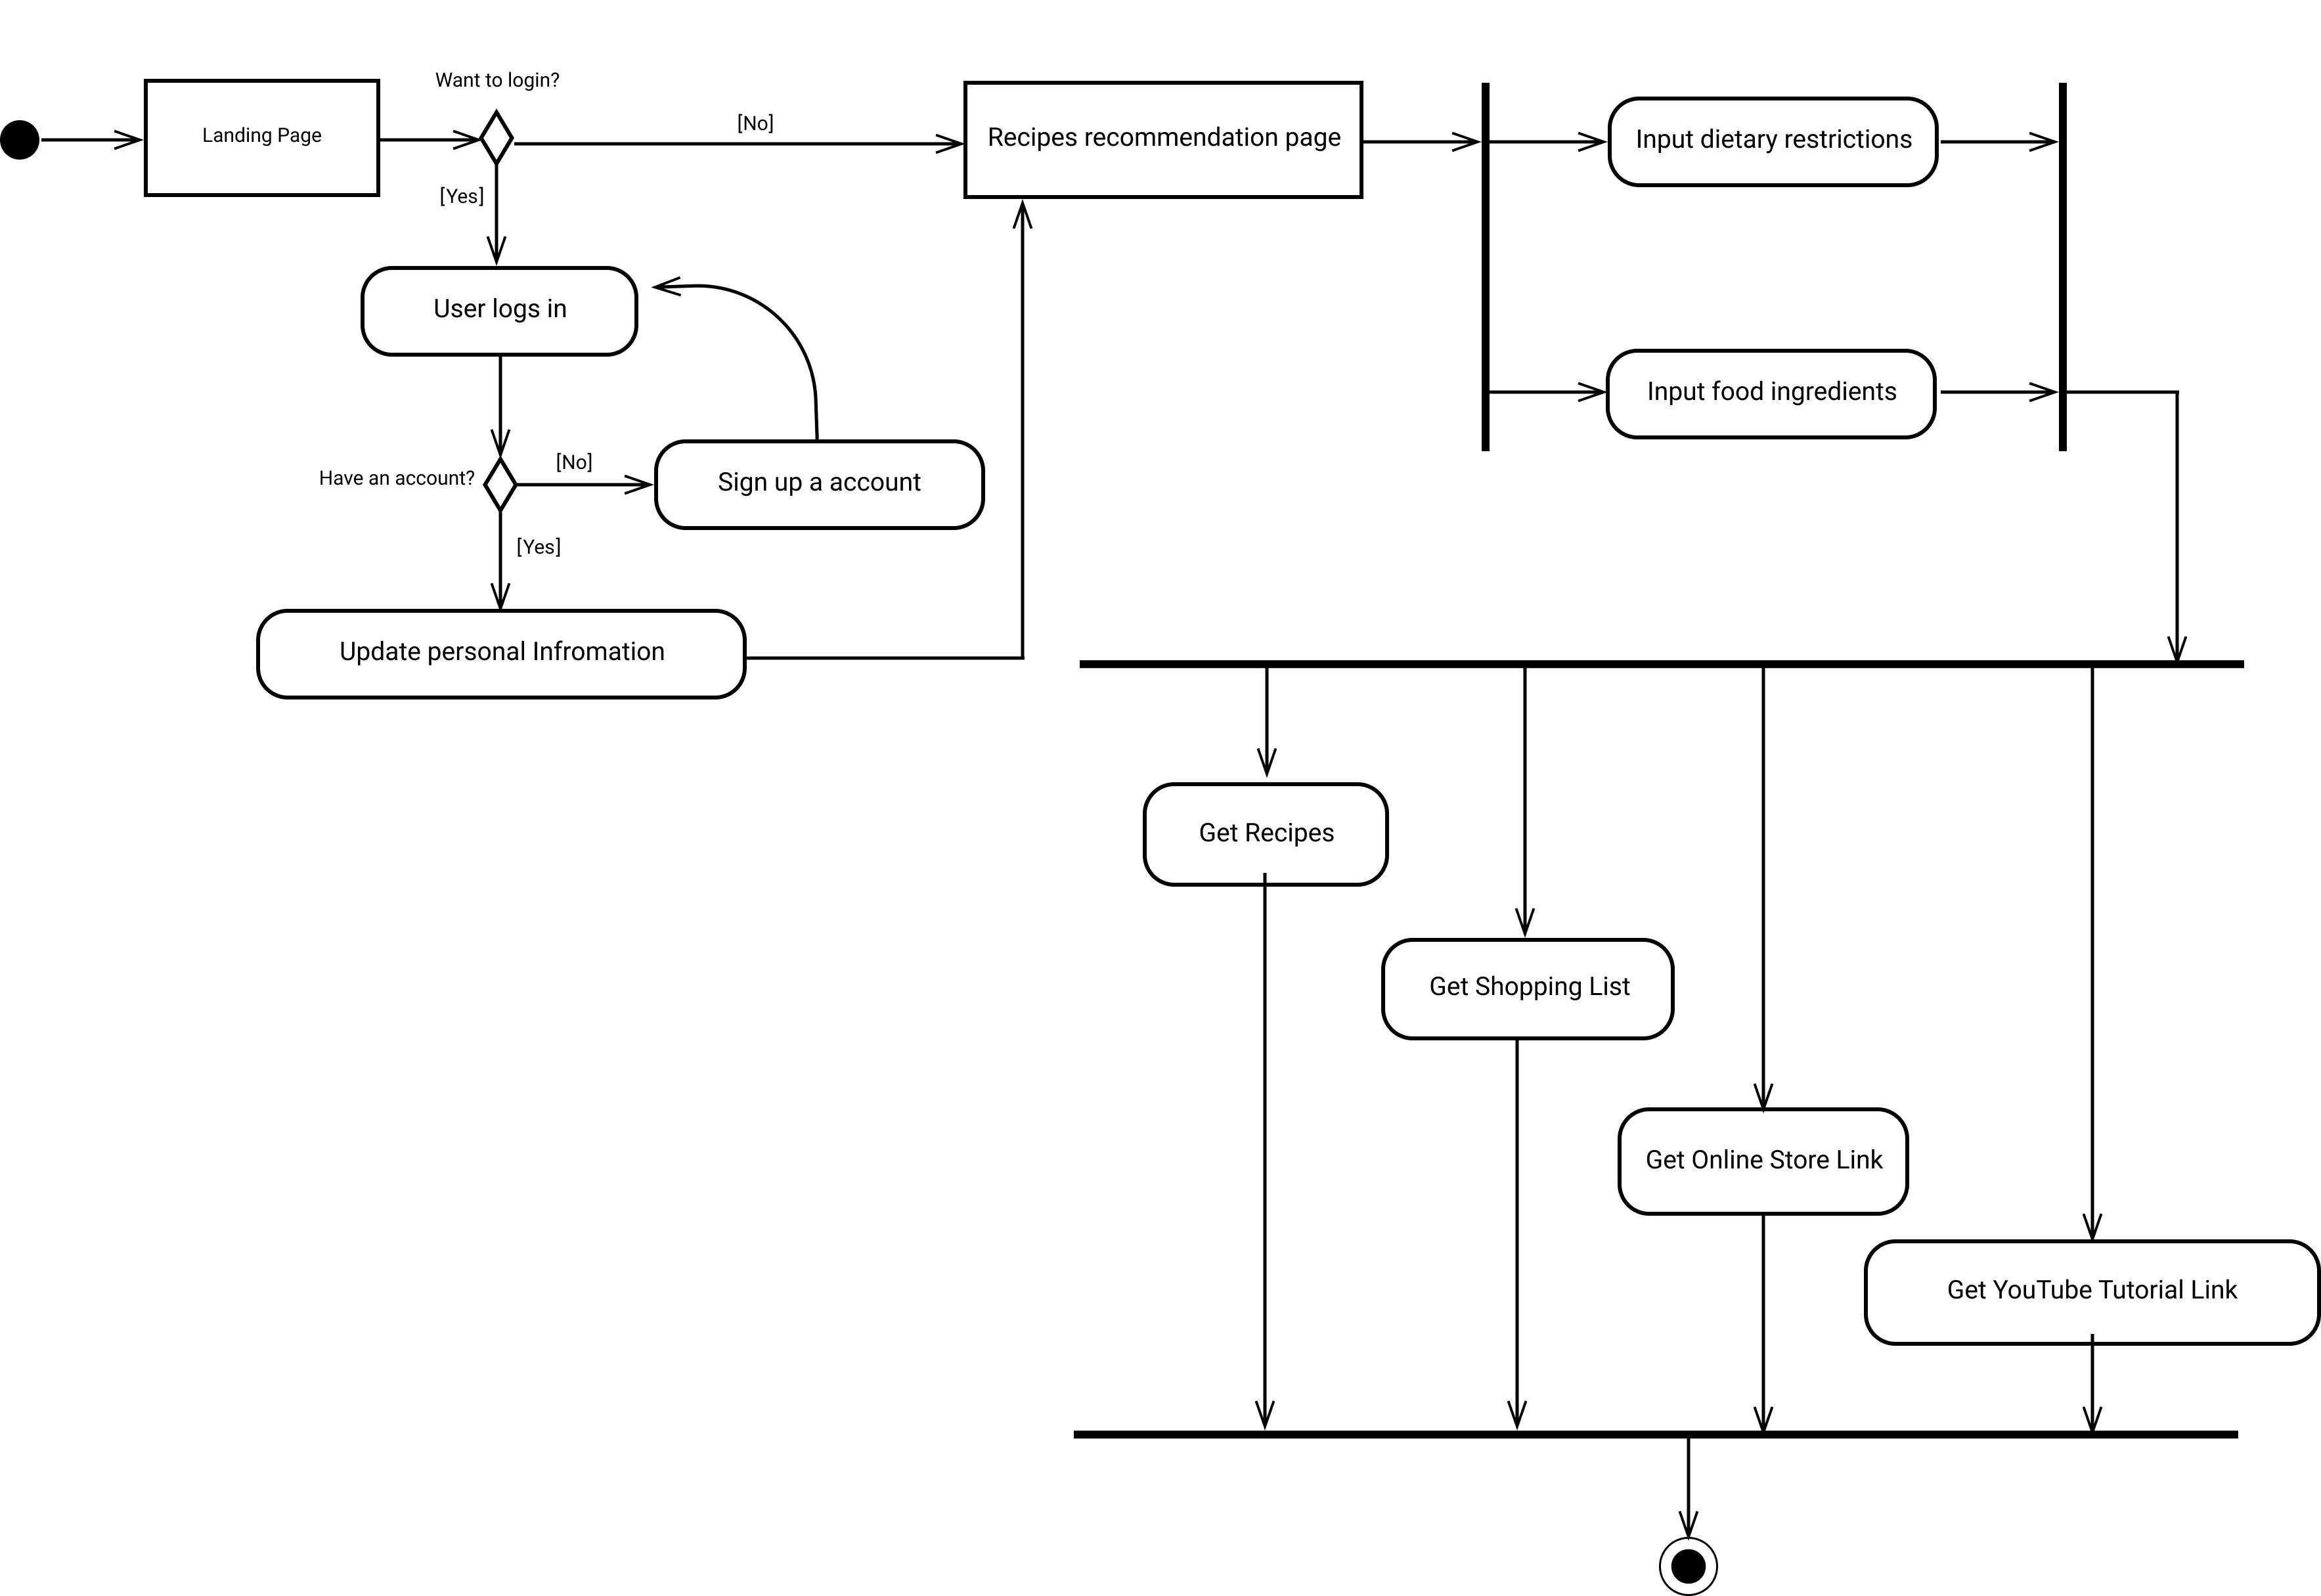 Want to login?
Landing Page
[No]
Recipes recommendation page
Input dietary restrictions
[Yes]
User logs in
Input food ingredients
Have an account?
[No]
Sign up a account
[Yes]
Update personal Infromation
Get Recipes
Get Shopping List
Get Online Store Link
Get YouTube Tutorial Link